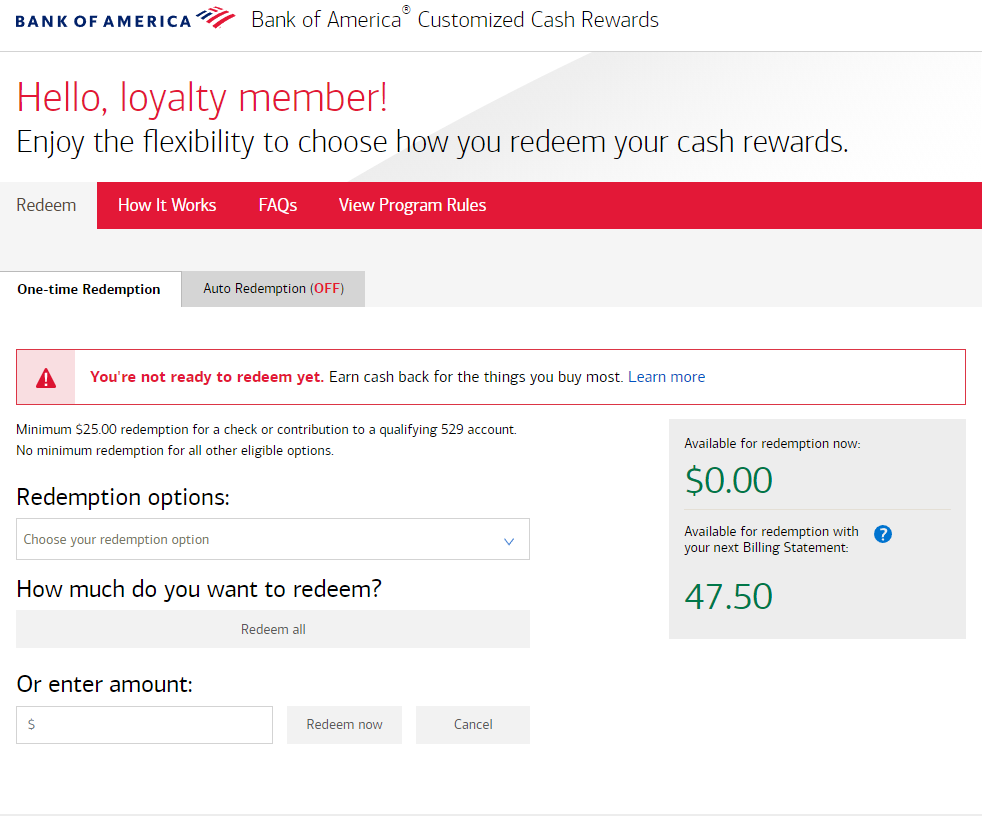 BANK OF AMERICA Bank of America® Customized Cash Rewards
Hello, loyalty member!
Enjoy the flexibility to choose how you redeem your cash rewards.
Redeem How It Works FAQs View Program Rules
One-time Redemption Auto Redemption (OFF)
You're not ready to redeem yet. Earn cash back for the things you buy most. Learn more
Minimum $25.00 redemption for a check or contribution to a qualifying 529 account.
No minimum redemption for all other eligible options.
Redemption options:
Choose your redemption option
How much do you want to redeem?
Redeem all
Or enter amount:
$ Redeem now Cancel
Available for redemption now:
$0.00
Available for redemption with ?
your next Billing Statement:
47.50